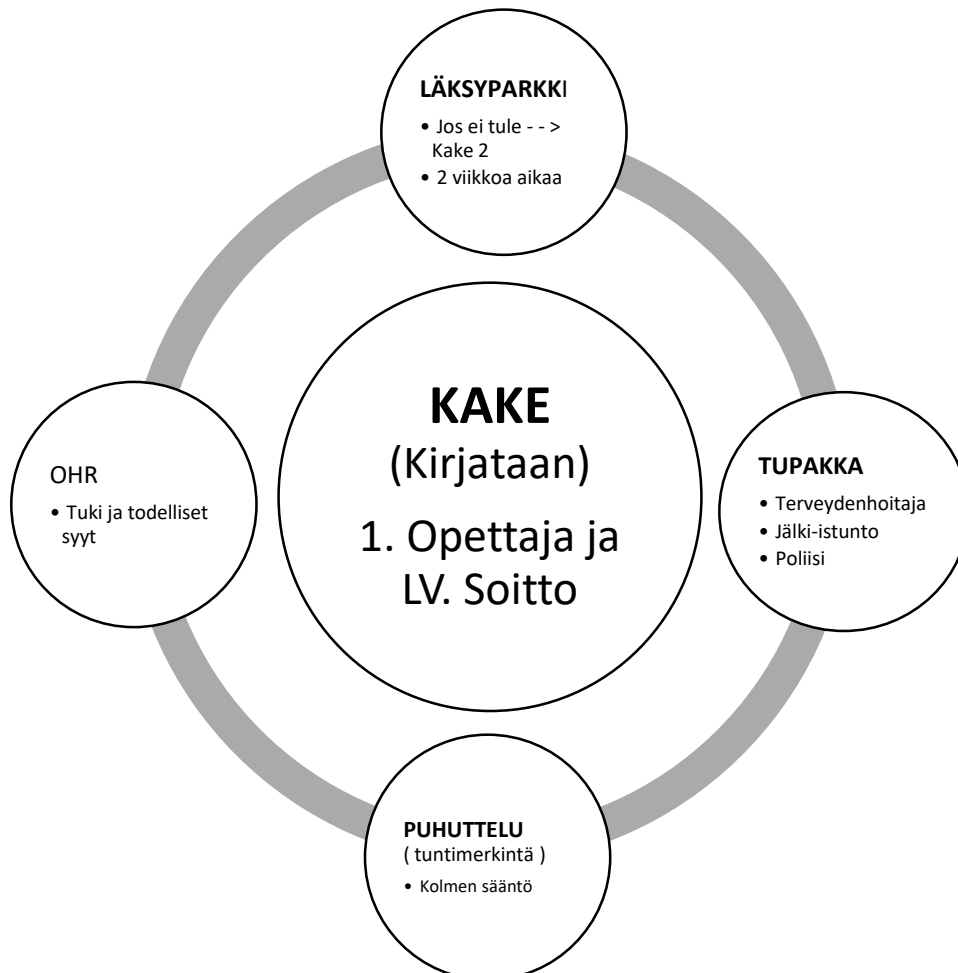 LÄKSYPARKKI
• Jos ei tule - - >
Kake 2
• 2 viikkoa aikaa
KAKE
(Kirjataan)
1. Opettaja ja
LV. Soitto
OHR
• Tuki ja todelliset
syyt
TUPAKKA
• Terveydenhoitaja
• Jälki-istunto
• Poliisi
PUHUTTELU
( tuntimerkintä )
• Kolmen sääntö